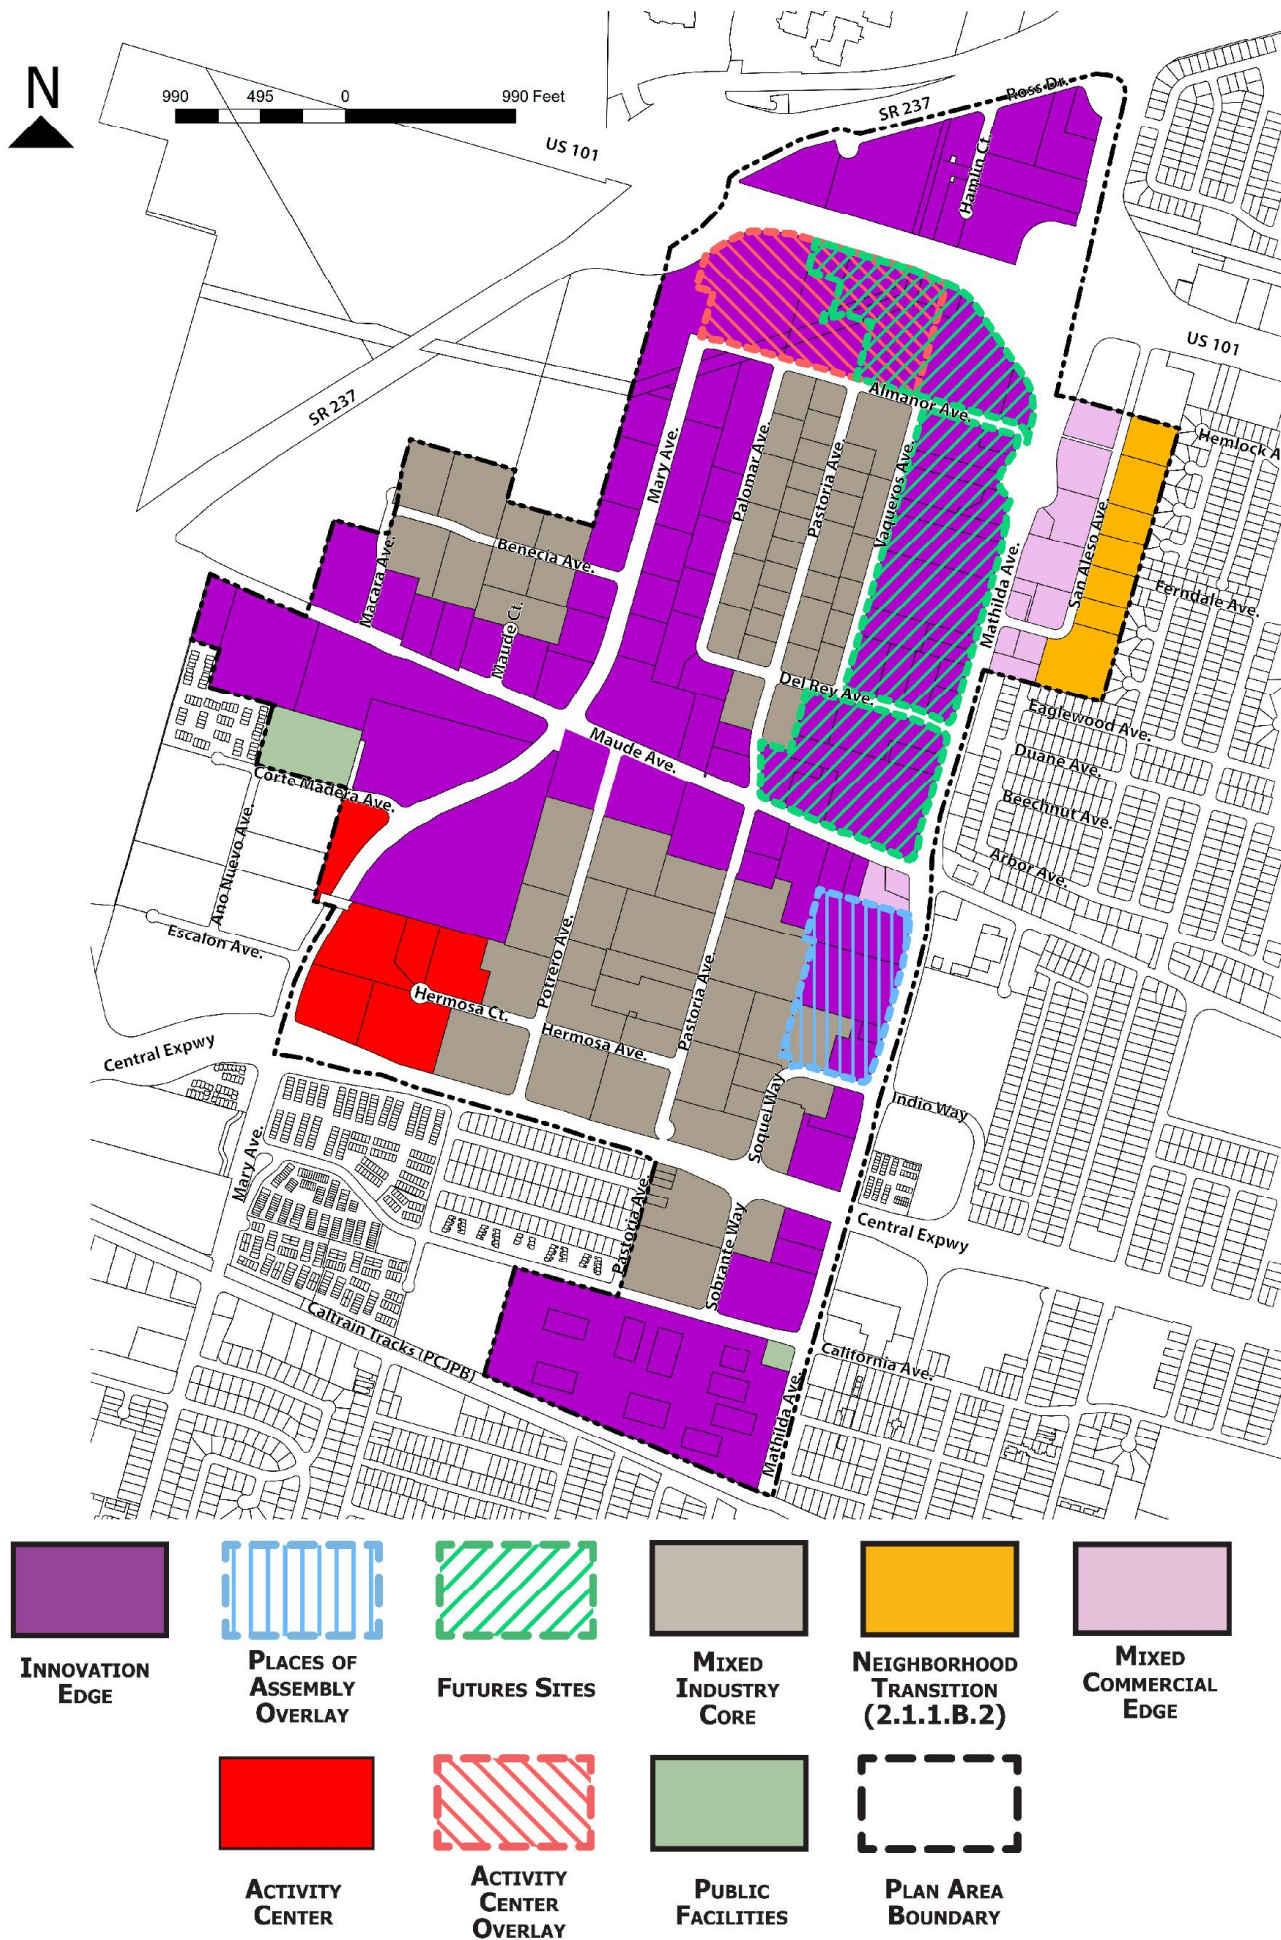 N
990 495 0 990 Feet
US 101
SR 237
Ross Dr.
Hamlin Ct.
US 101
SR 237
Almanor Ave.
Hemlock A
Mary Ave.
Palomar Ave.
Pastoria Ave.
Vaqueros Ave.
San Aleso Ave.
Mathilda Ave.
Benecia Ave.
Macara Ave.
Maude Ct.
Ferndale Ave.
Del Rey Ave.
Eaglewood Ave.
Maude Ave.
Duane Ave.
Beechnut Ave.
Corte Madera Ave.
Arbor Ave.
Ano Nuevo Ave.
Escalon Ave.
Potrero Ave.
Pastoria Ave.
Hermosa Ct.
Hermosa Ave.
Central Expwy
Soquel Way
Indio Way
Mary Ave.
Pastoria Ave.
Sobrante Way
Central Expwy
Caltrain Tracks (PCJPB)
California Ave.
Mathilda Ave.
INNOVATION
EDGE
PLACES OF
ASSEMBLY
OVERLAY
FUTURES SITES
MIXED
INDUSTRY
CORE
NEIGHBORHOOD
TRANSITION
(2.1.1.B.2)
MIXED
COMMERCIAL
EDGE
ACTIVITY
CENTER
ACTIVITY
CENTER
OVERLAY
PUBLIC
FACILITIES
PLAN AREA
BOUNDARY